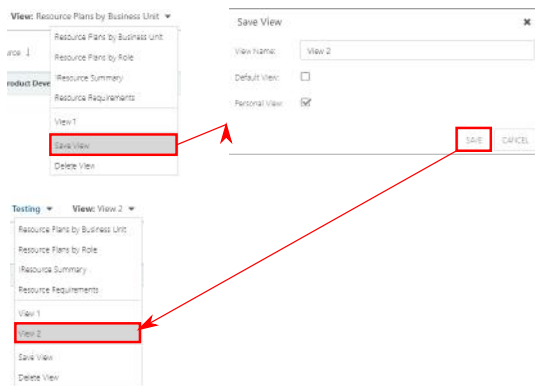 View: Resource Plans by Business Unit
Resource Plans by Business Unit
urce ↓
Resource Plans by Role
!Resource Summary
roduct Deve
Resource Requirements
View 1
Save View
Delete View
Save View
View Name: View 2
Default View:
Personal View:
SAVE CANCEL
Testing View: View 2
Resource Plans by Business Unit
Resource Plans by Role
!Resource Summary
Resource Requirements
View 1
View 2
Save View
Delete View